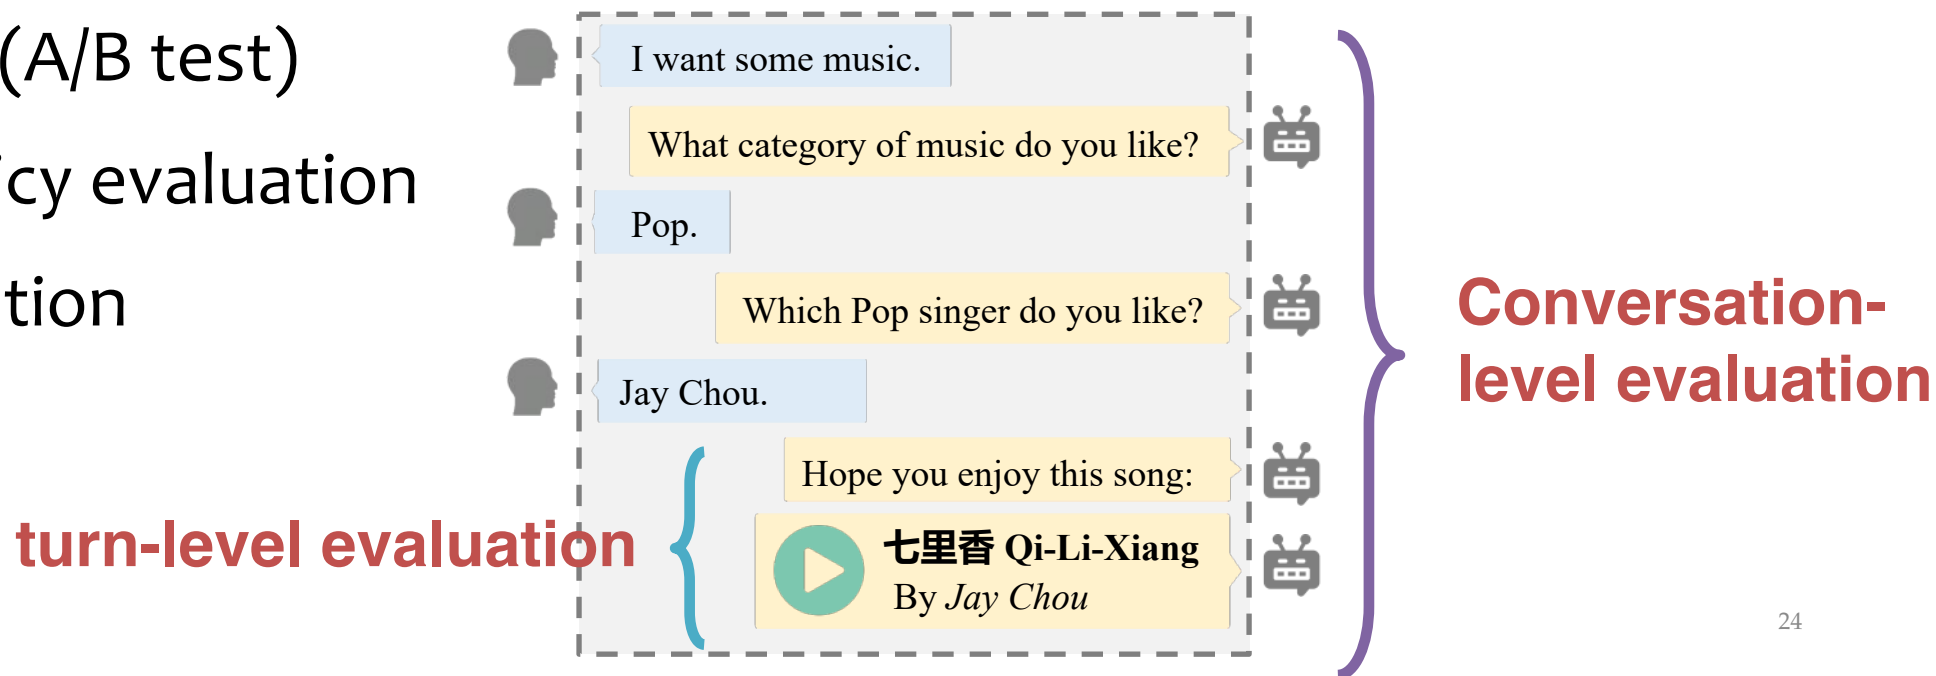 (A/B test)
cy evaluation
tion
I want some music.
What category of music do you like?
Pop.
Which Pop singer do you like?
Jay Chou.
Hope you enjoy this song:
七里香 Qi-Li-Xiang
By Jay Chou
turn-level evaluation
Conversation-
level evaluation
24